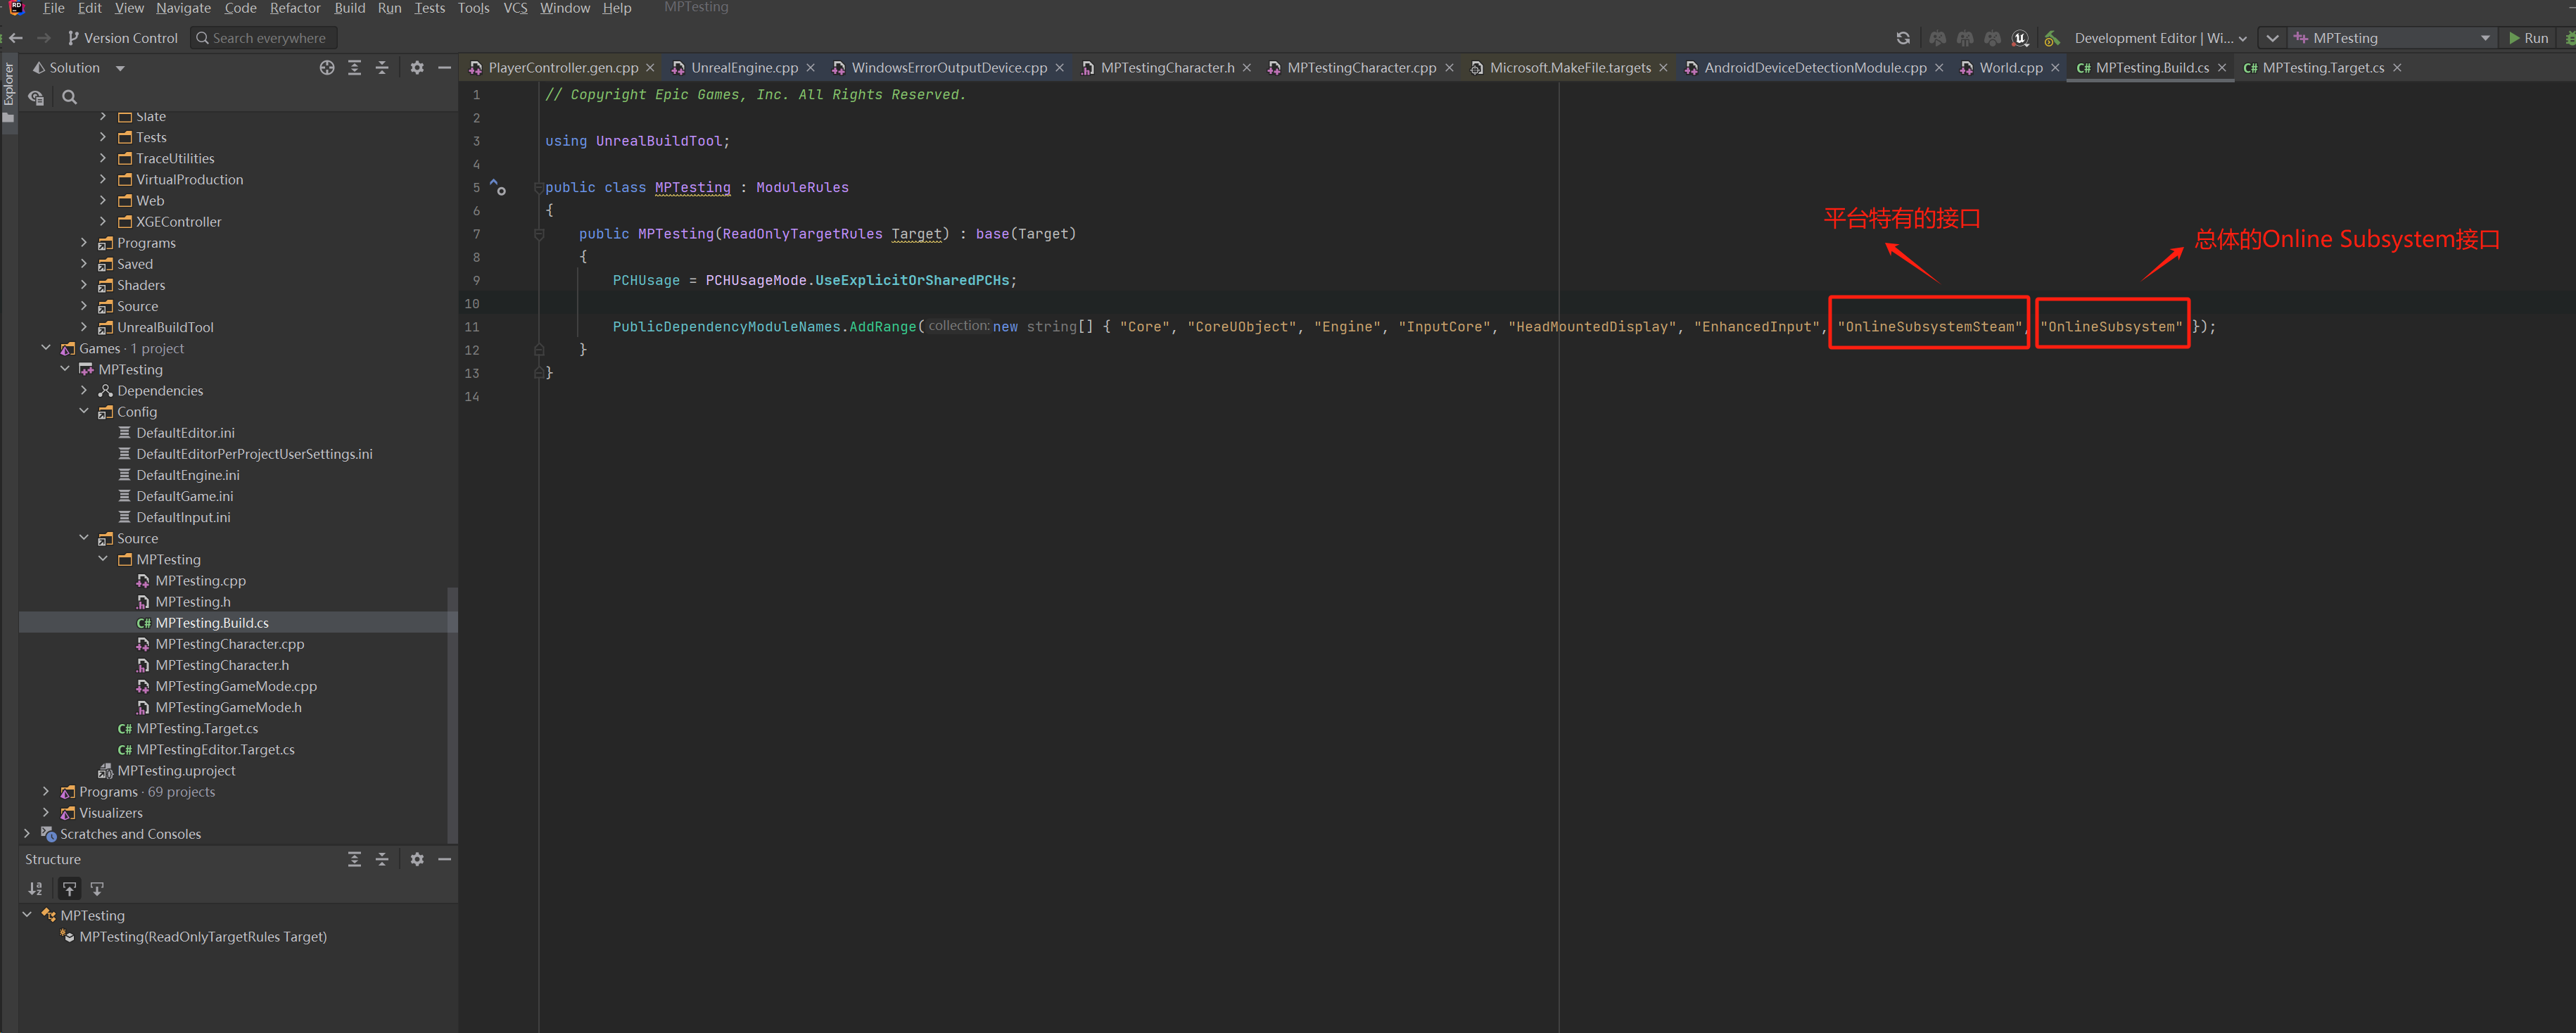 File Edit View Navigate Code Refactor Build Run Tests Tools VCS Window Help MPTesting
Version Control Search everywhere Development Editor | Wi... MPTesting Run
Explorer
Solution
Slate
Tests
TraceUtilities
VirtualProduction
Web
XGEController
Programs
Saved
Shaders
Source
UnrealBuildTool
Games · 1 project
MPTesting
Dependencies
Config
DefaultEditor.ini
DefaultEditorPerProjectUserSettings.ini
DefaultEngine.ini
DefaultGame.ini
DefaultInput.ini
Source
MPTesting
MPTesting.cpp
MPTesting.h
C# MPTesting.Build.cs
MPTestingCharacter.cpp
MPTestingCharacter.h
MPTestingGameMode.cpp
MPTestingGameMode.h
C# MPTesting.Target.cs
C# MPTestingEditor.Target.cs
MPTesting.uproject
Programs · 69 projects
Visualizers
Scratches and Consoles
Structure
MPTesting
MPTesting(ReadOnlyTargetRules Target)
PlayerController.gen.cpp UnrealEngine.cpp WindowsErrorOutputDevice.cpp MPTestingCharacter.h MPTestingCharacter.cpp Microsoft.MakeFile.targets AndroidDeviceDetectionModule.cpp World.cpp C# MPTesting.Build.cs C# MPTesting.Target.cs
1 // Copyright Epic Games, Inc. All Rights Reserved.
2
3 using UnrealBuildTool;
4
5 public class MPTesting : ModuleRules
6 {
7 public MPTesting(ReadOnlyTargetRules Target) : base(Target)
8 {
9 PCHUsage = PCHUsageMode.UseExplicitOrSharedPCHs;
10
11 PublicDependencyModuleNames.AddRange( collection: new string[] { "Core", "CoreUObject", "Engine", "InputCore", "HeadMountedDisplay", "EnhancedInput", "OnlineSubsystemSteam", "OnlineSubsystem" });
12 }
13 }
14
平台特有的接口
总体的Online Subsystem接口